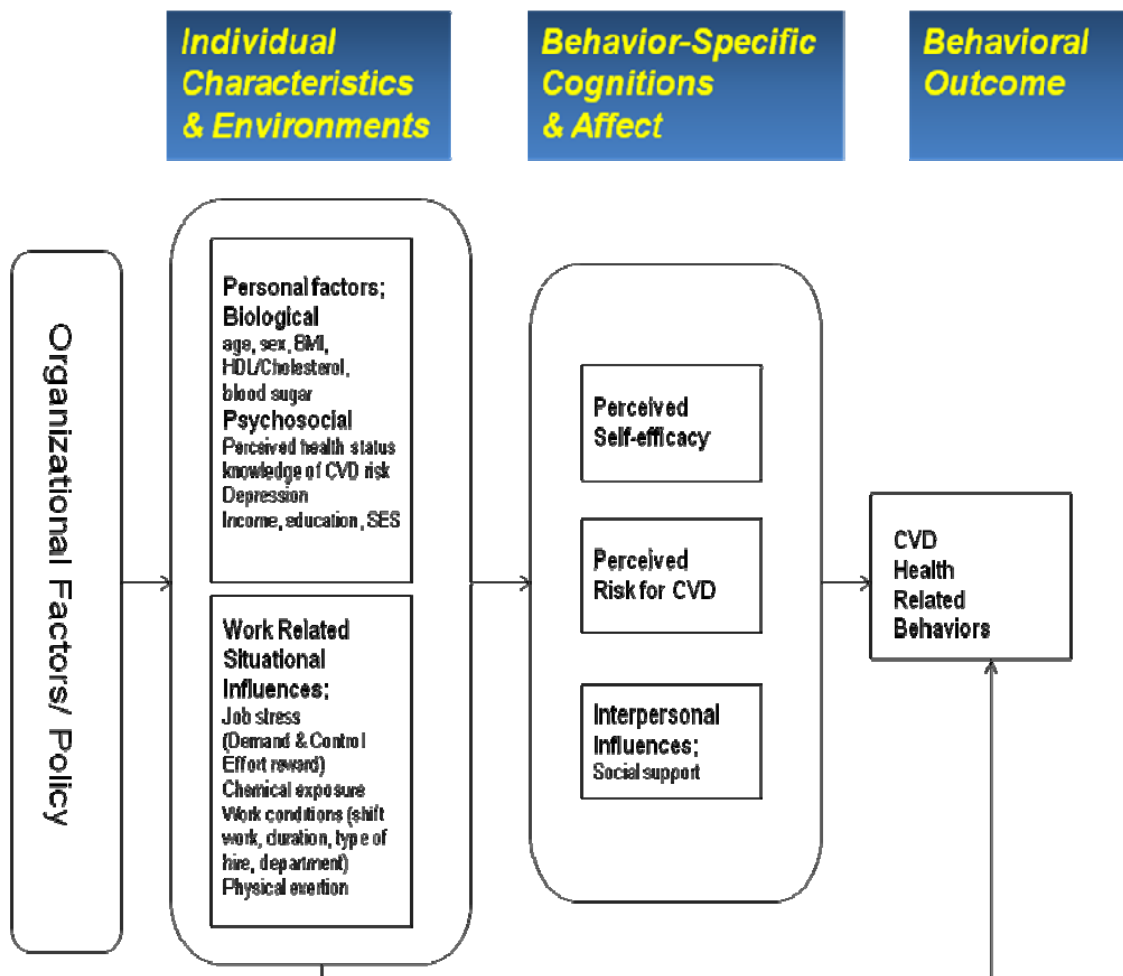 Individual
Characteristics
& Environments
Behavior-Specific
Cognitions
& Affect
Behavioral
Outcome
Organizational Factors/ Policy
Personal factors;
Biological
age, sex, BMI,
HDL/Cholesterol,
blood sugar
Psychosocial
Perceived health status
knowledge of CVD risk
Depression
Income, education, SES
Work Related
Situational
Influences;
Job stress
(Demand & Control
Effort reward)
Chemical exposure
Work conditions (shift
work, duration, type of
hire, department)
Physical exertion
Perceived
Self-efficacy
Perceived
Risk for CVD
Interpersonal
Influences;
Social support
CVD
Health
Related
Behaviors